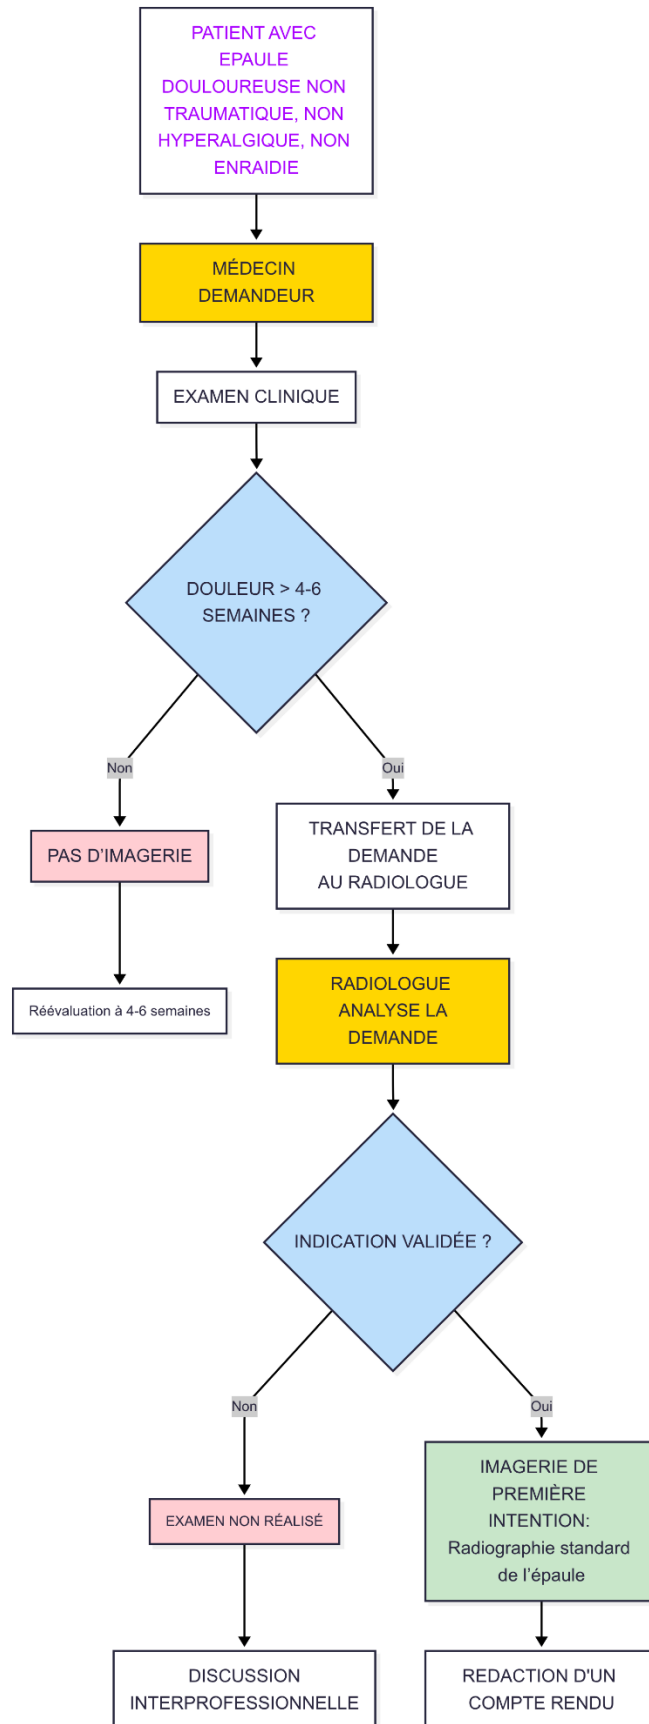 PATIENT AVEC
EPAULE
DOULOUREUSE NON
TRAUMATIQUE, NON
HYPERALGIQUE, NON
ENRAIDIE
MÉDECIN
DEMANDEUR
EXAMEN CLINIQUE
DOULEUR > 4-6
SEMAINES ?
Non
Oui
PAS D'IMAGERIE
TRANSFERT DE LA
DEMANDE
AU RADIOLOGUE
Réévaluation à 4-6 semaines
RADIOLOGUE
ANALYSE LA
DEMANDE
INDICATION VALIDÉE ?
Non
Oui
EXAMEN NON RÉALISÉ
IMAGERIE DE
PREMIÈRE
INTENTION:
Radiographie standard
de l'épaule
DISCUSSION
INTERPROFESSIONNELLE
REDACTION D'UN
COMPTE RENDU